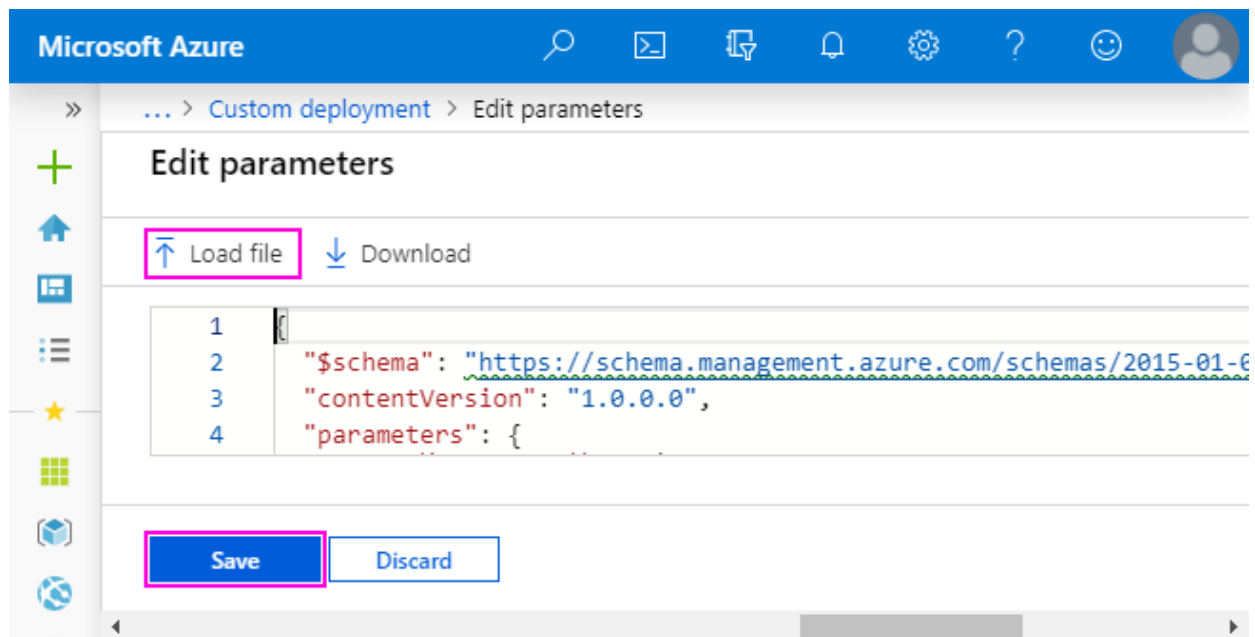 Microsoft Azure
... > Custom deployment > Edit parameters
Edit parameters
Load file Download
1 {
2 "$schema": "https://schema.management.azure.com/schemas/2015-01-0
3 "contentVersion": "1.0.0.0",
4 "parameters": {
Save Discard